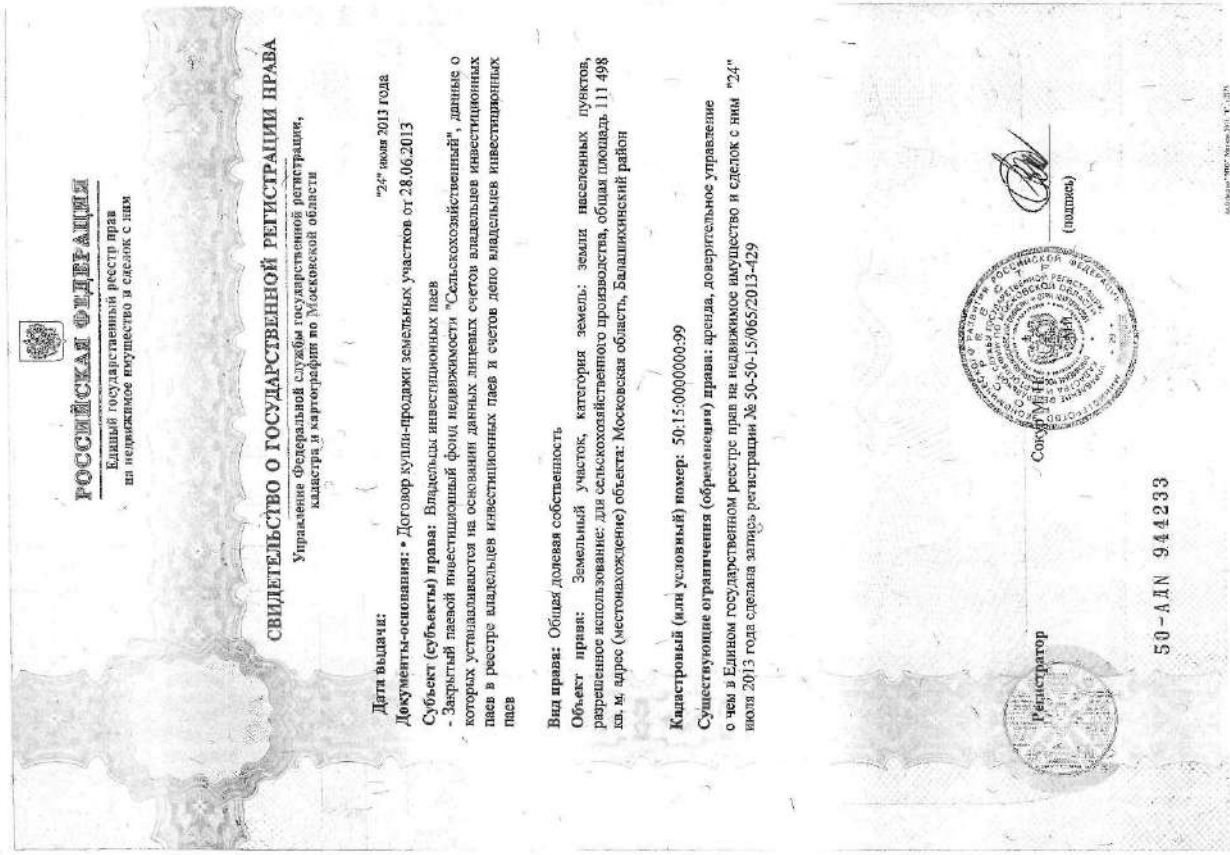 РОССИЙСКАЯ ФЕДЕРАЦИЯ
Единый государственный реестр прав
на недвижимое имущество и сделок с ним
СВИДЕТЕЛЬСТВО О ГОСУДАРСТВЕННОЙ РЕГИСТРАЦИИ ПРАВА
Управление Федеральной службы государственной регистрации,
кадастра и картографии по Московской области
Дата выдачи: "24" июля 2013 года
Документы-основания: • Договор купли-продажи земельных участков от 28.06.2013
Субъект (субъекты) права: Владельцы инвестиционных паев
- Закрытый паевой инвестиционный фонд недвижимости "Сельскохозяйственный", данные о
которых устанавливаются на основании данных лицевых счетов владельцев инвестиционных
паев в реестре владельцев инвестиционных паев и счетов депо владельцев инвестиционных
паев
Вид права: Общая долевая собственность
Объект права: Земельный участок, категория земель: земли населенных пунктов,
разрешенное использование: для сельскохозяйственного производства, общая площадь 111 498
кв. м, адрес (местонахождение) объекта: Московская область, Балашихинский район
Кадастровый (или условный) номер: 50:15:0000000:99
Существующие ограничения (обременения) права: аренда, доверительное управление
о чем в Едином государственном реестре прав на недвижимое имущество и сделок с ним "24"
июля 2013 года сделана запись регистрации № 50-50-15/065/2013-429
Регистратор
(подпись)
50-АДN 944233